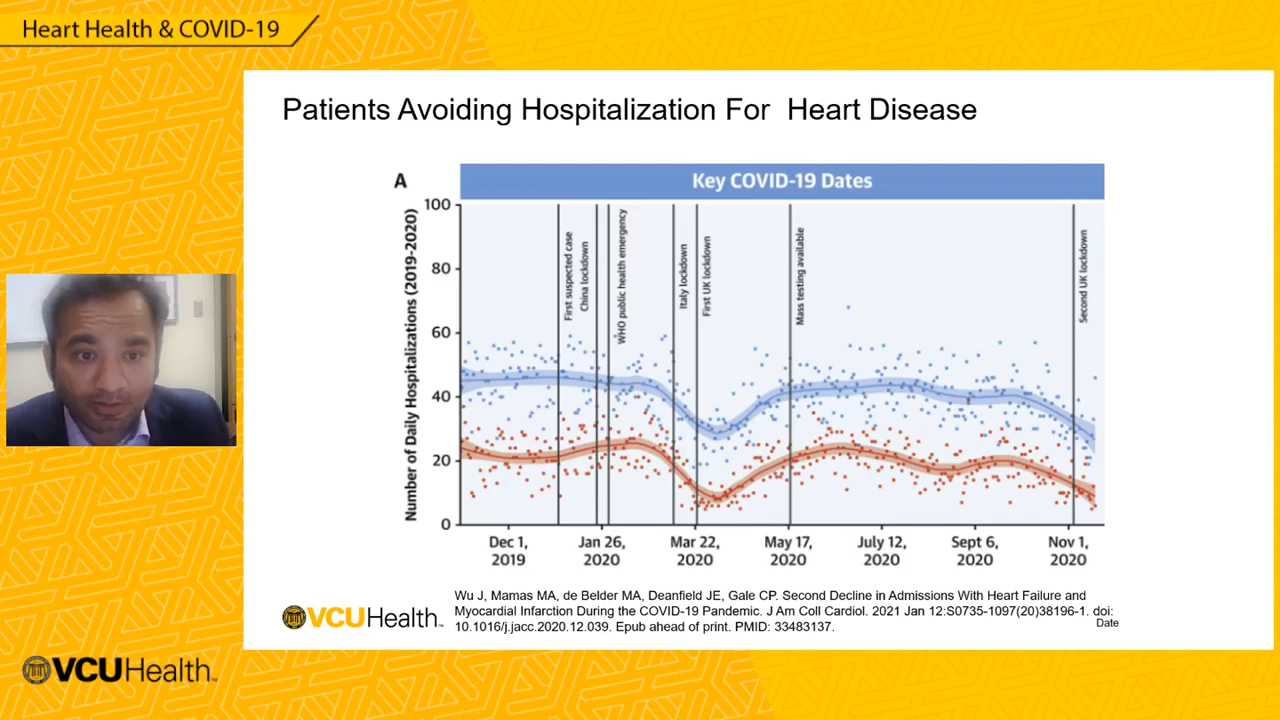 Heart Health & COVID-19
Patients Avoiding Hospitalization For  Heart Disease
A
Key COVID-19 Dates
Number of Daily Hospitalizations (2019-2020)
100
80
60
40
20
0
First suspected case
China lockdown
WHO public health emergency
Italy lockdown
First UK lockdown
Mass testing available
Second UK lockdown
Dec 1,
2019
Jan 26,
2020
Mar 22,
2020
May 17,
2020
July 12,
2020
Sept 6,
2020
Nov 1,
2020
Wu J, Mamas MA, de Belder MA, Deanfield JE, Gale CP. Second Decline in Admissions With Heart Failure and
Myocardial Infarction During the COVID-19 Pandemic. J Am Coll Cardiol. 2021 Jan 12:S0735-1097(20)38196-1. doi:
10.1016/j.jacc.2020.12.039. Epub ahead of print. PMID: 33483137.
Date
VCUHealth™
VCUHealth™